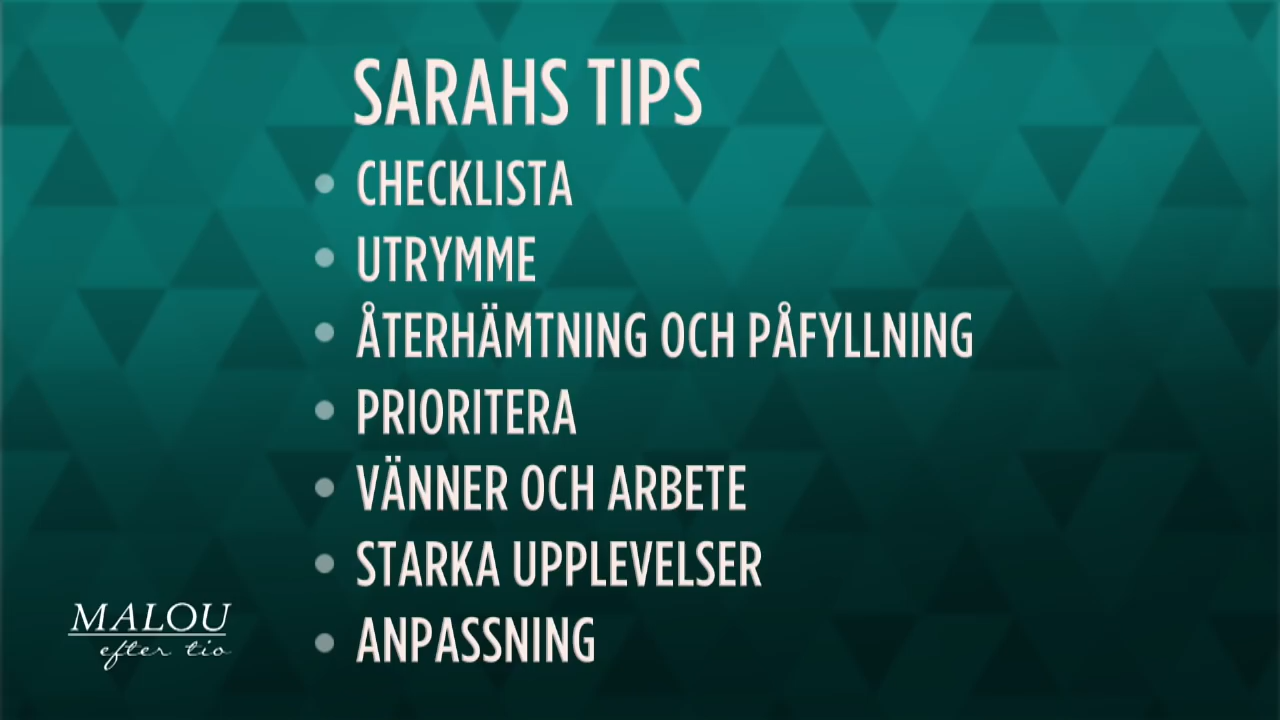 SARAHS TIPS
• CHECKLISTA
• UTRYMME
• ÅTERHÄMTNING OCH PÅFYLLNING
• PRIORITERA
• VÄNNER OCH ARBETE
• STARKA UPPLEVELSER
• ANPASSNING
MALOU
efter tio